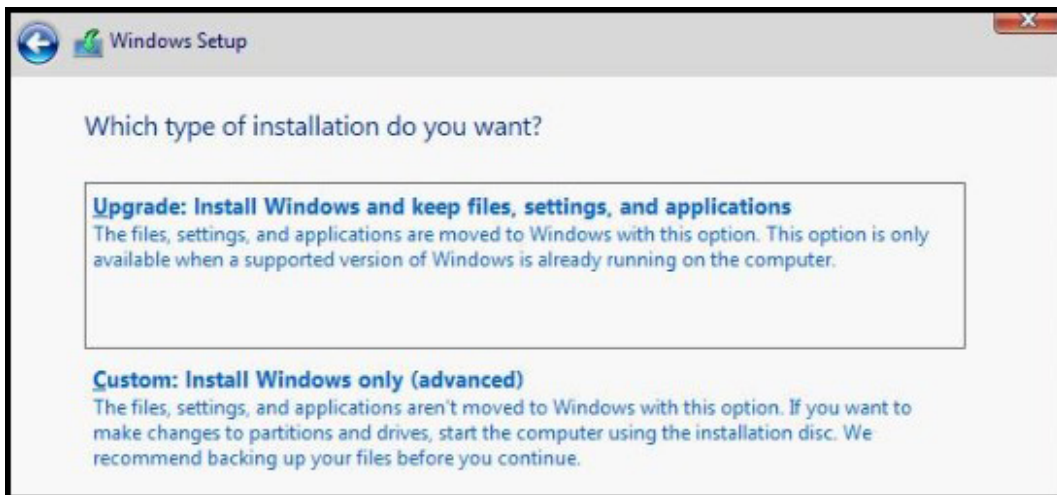 Windows Setup
Which type of installation do you want?
Upgrade: Install Windows and keep files, settings, and applications
The files, settings, and applications are moved to Windows with this option. This option is only
available when a supported version of Windows is already running on the computer.
Custom: Install Windows only (advanced)
The files, settings, and applications aren't moved to Windows with this option. If you want to
make changes to partitions and drives, start the computer using the installation disc. We
recommend backing up your files before you continue.